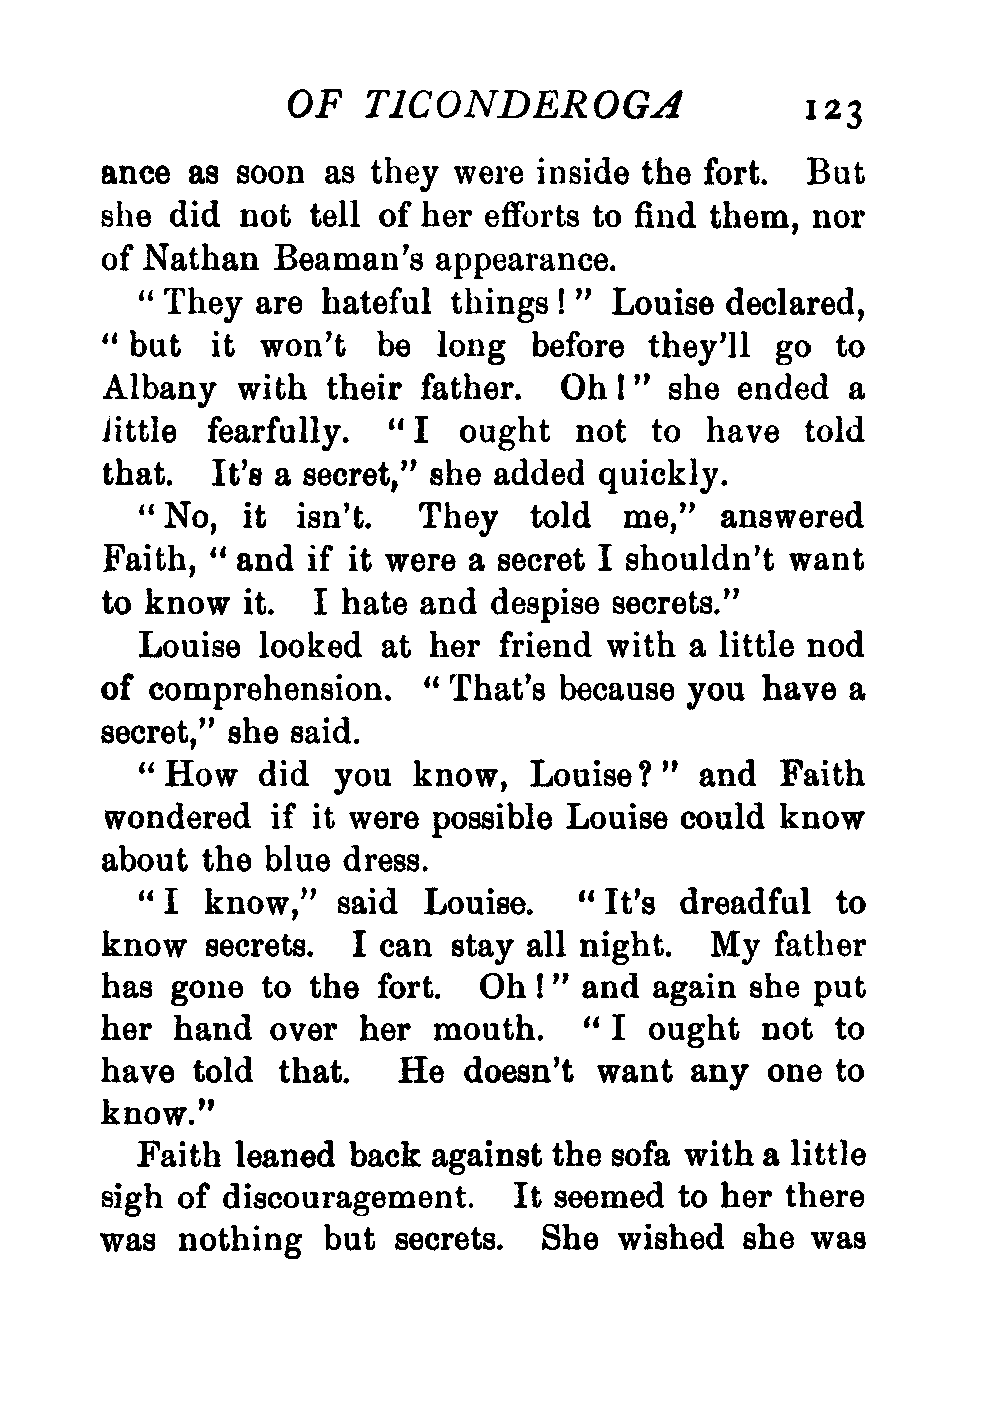 OF TICONDEROGA 123
ance as soon as they were inside the fort. But
she did not tell of her efforts to find them, nor
of Nathan Beaman's appearance.
"They are hateful things!" Louise declared,
"but it won't be long before they'll go to
Albany with their father. Oh!" she ended a
little fearfully. "I ought not to have told
that. It's a secret," she added quickly.
"No, it isn't. They told me," answered
Faith, "and if it were a secret I shouldn't want
to know it. I hate and despise secrets."
Louise looked at her friend with a little nod
of comprehension. "That's because you have a
secret," she said.
"How did you know, Louise?" and Faith
wondered if it were possible Louise could know
about the blue dress.
"I know," said Louise. "It's dreadful to
know secrets. I can stay all night. My father
has gone to the fort. Oh!" and again she put
her hand over her mouth. "I ought not to
have told that. He doesn't want any one to
know."
Faith leaned back against the sofa with a little
sigh of discouragement. It seemed to her there
was nothing but secrets. She wished she was